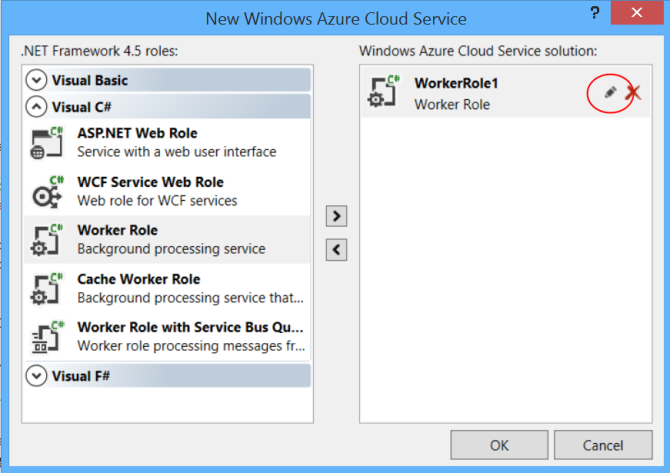 New Windows Azure Cloud Service
?
.NET Framework 4.5 roles:
Visual Basic
Visual C#
C#
ASP.NET Web Role
Service with a web user interface
C#
WCF Service Web Role
Web role for WCF services
C#
Worker Role
Background processing service
C#
Cache Worker Role
Background processing service that...
C#
Worker Role with Service Bus Qu...
Worker role processing messages fr...
Visual F#
Windows Azure Cloud Service solution:
C#
WorkerRole1
Worker Role
OK
Cancel